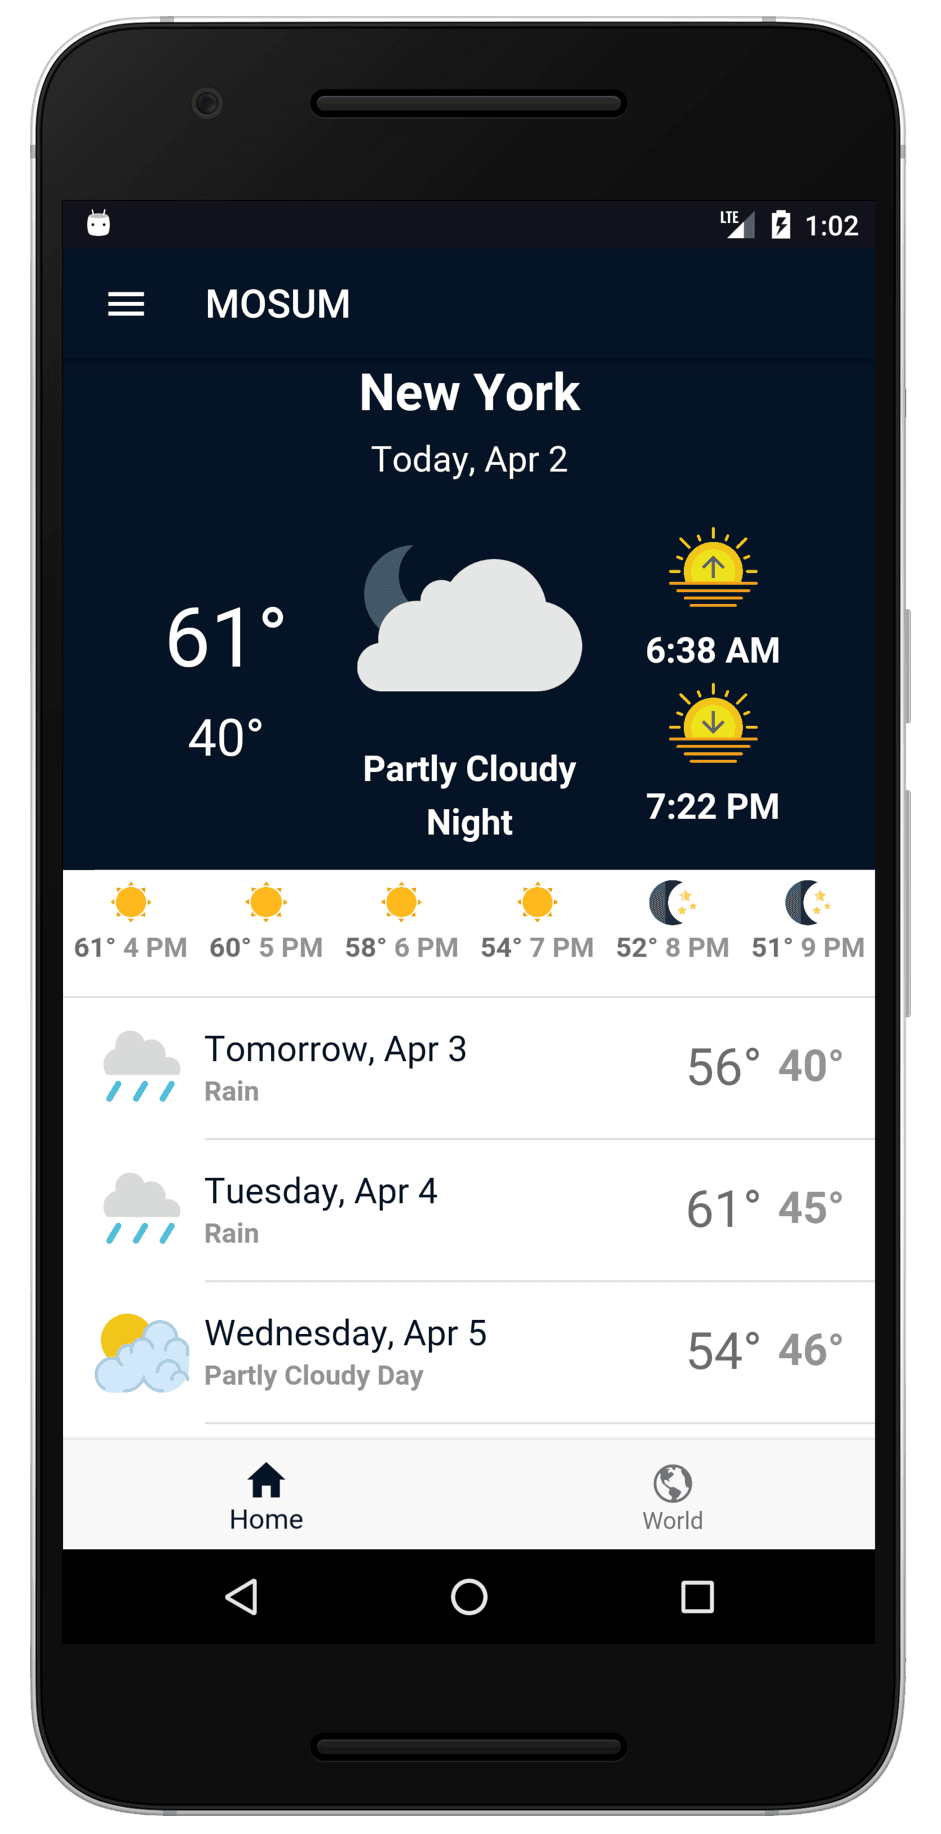 LTE 1:02
MOSUM
New York
Today, Apr 2
61°
40°
Partly Cloudy
Night
6:38 AM
7:22 PM
61° 4 PM 60° 5 PM 58° 6 PM 54° 7 PM 52° 8 PM 51° 9 PM
Tomorrow, Apr 3
Rain
56° 40°
Tuesday, Apr 4
Rain
61° 45°
Wednesday, Apr 5
Partly Cloudy Day
54° 46°
Home
World